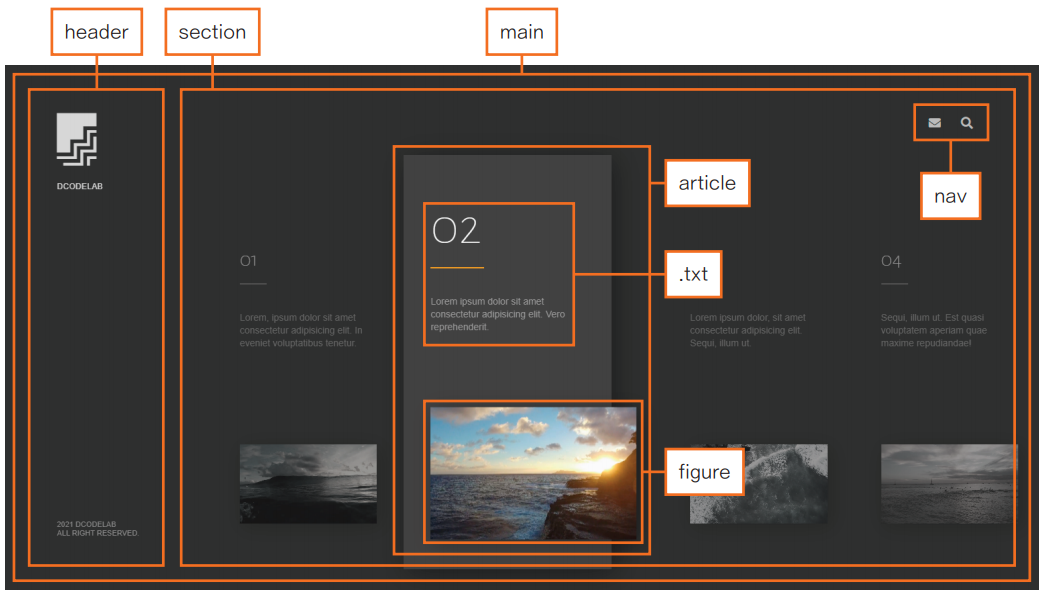 header
section
main
DCODELAB
nav
article
02
.txt
Lorem ipsum dolor sit amet
consectetur adipisicing elit. Vero
reprehenderit.
01
Lorem, ipsum dolor sit amet
consectetur adipisicing elit. In
eveniet voluptatibus tenetur.
Lorem ipsum dolor, sit amet
consectetur adipisicing elit.
Sequi, illum ut.
04
Sequi, illum ut. Est quasi
voluptatem aperiam quae
maxime repudiandae!
figure
2021 DCODELAB
ALL RIGHT RESERVED.